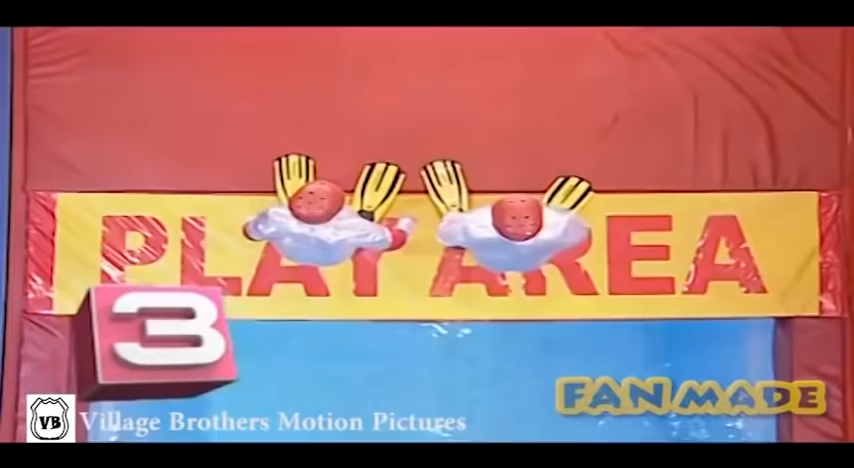 PLAY AREA
3
FAN MADE
VB
Village Brothers Motion Pictures